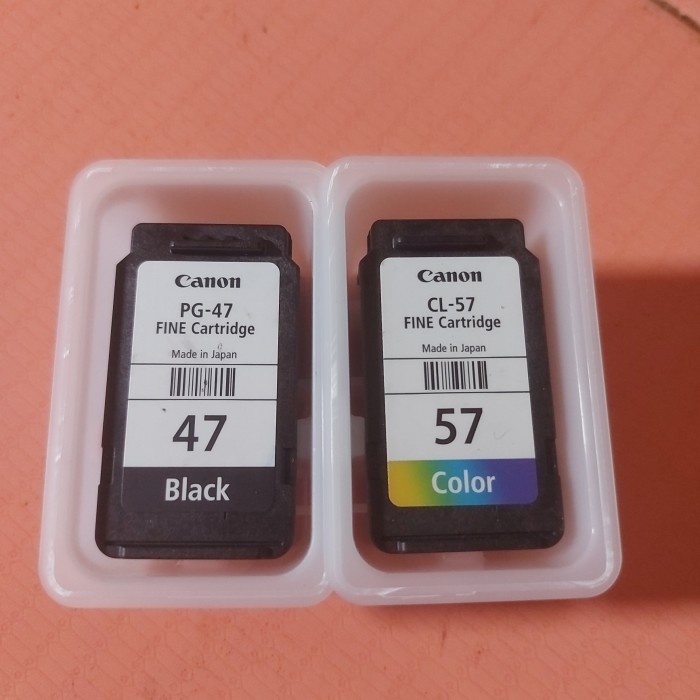 Canon
PG-47
FINE Cartridge
Made in Japan
47
Black
Canon
CL-57
FINE Cartridge
Made in Japan
57
Color